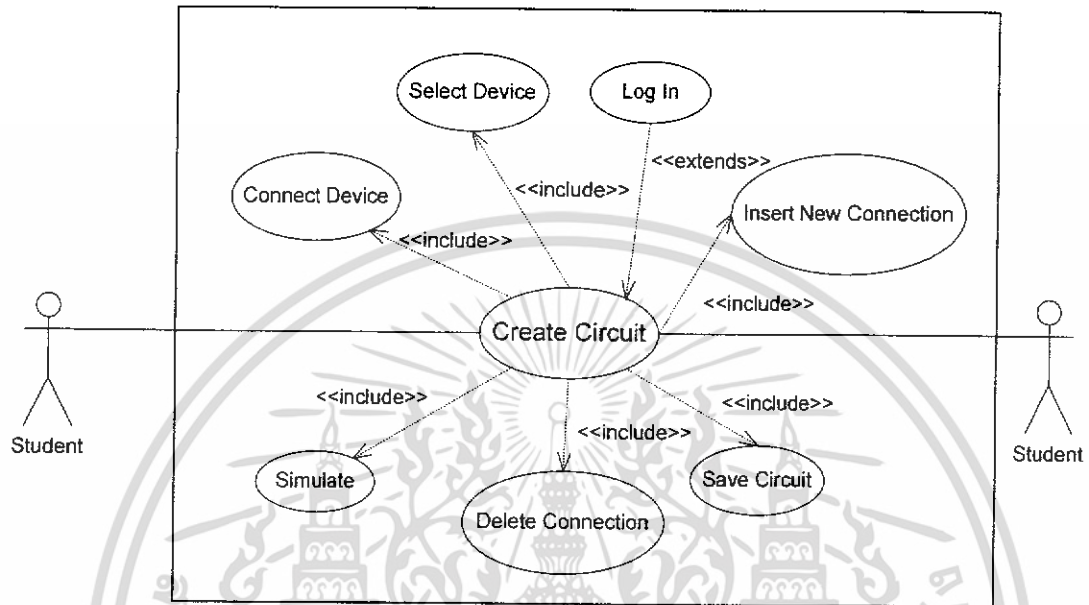 Select Device
Log In
<<extends>>
Connect Device
<<include>>
Insert New Connection
<<include>>
<<include>>
Create Circuit
Student
Student
<<include>>
<<include>>
<<include>>
Simulate
Delete Connection
Save Circuit